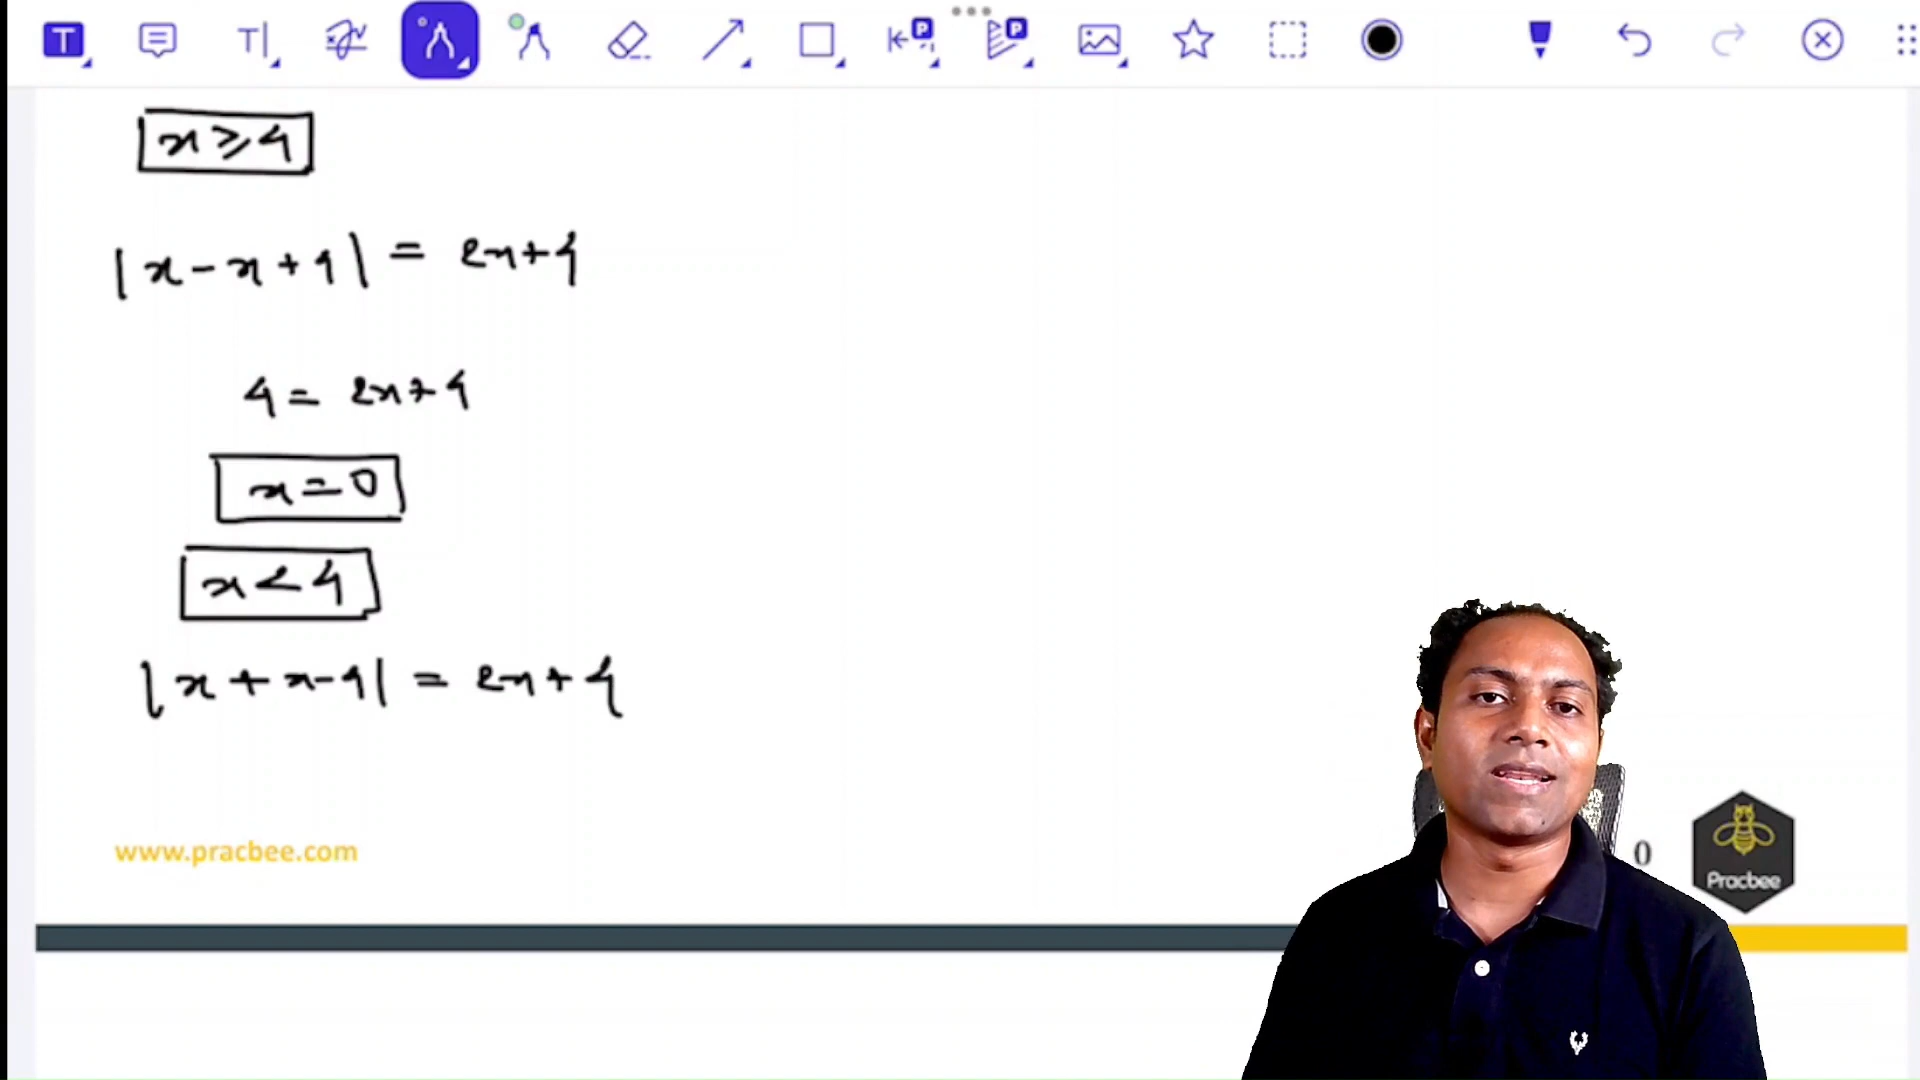 x ≥ 4
|x - x + 4| = 2x + 4
4 = 2x + 4
x = 0
x < 4
|x + x - 4| = 2x + 4
www.pracbee.com
0
Pracbee